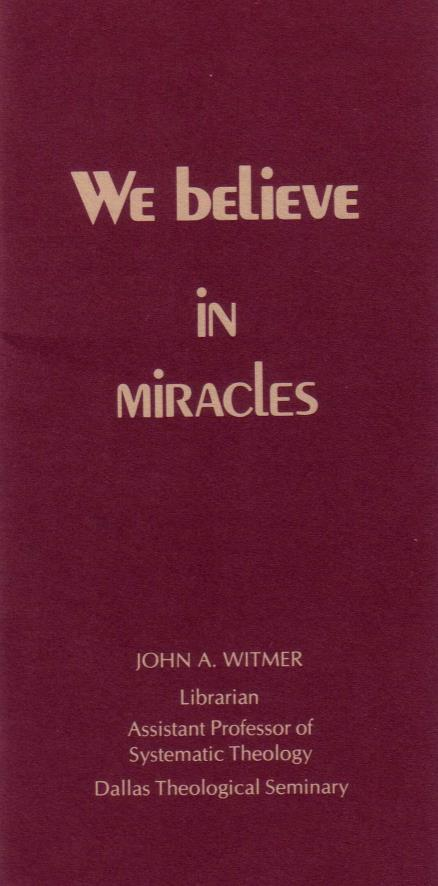 We believe
in
miracles
JOHN A. WITMER
Librarian
Assistant Professor of
Systematic Theology
Dallas Theological Seminary